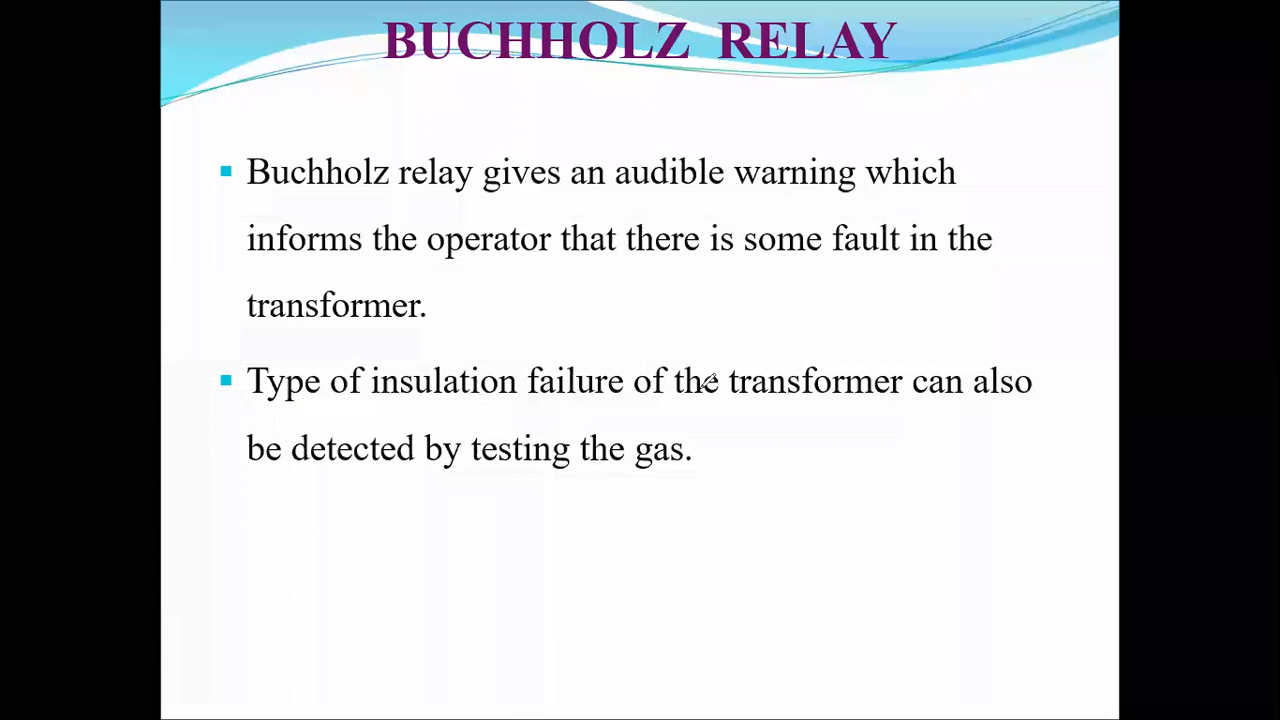 BUCHHOLZ RELAY
Buchholz relay gives an audible warning which
informs the operator that there is some fault in the
transformer.
Type of insulation failure of the transformer can also
be detected by testing the gas.